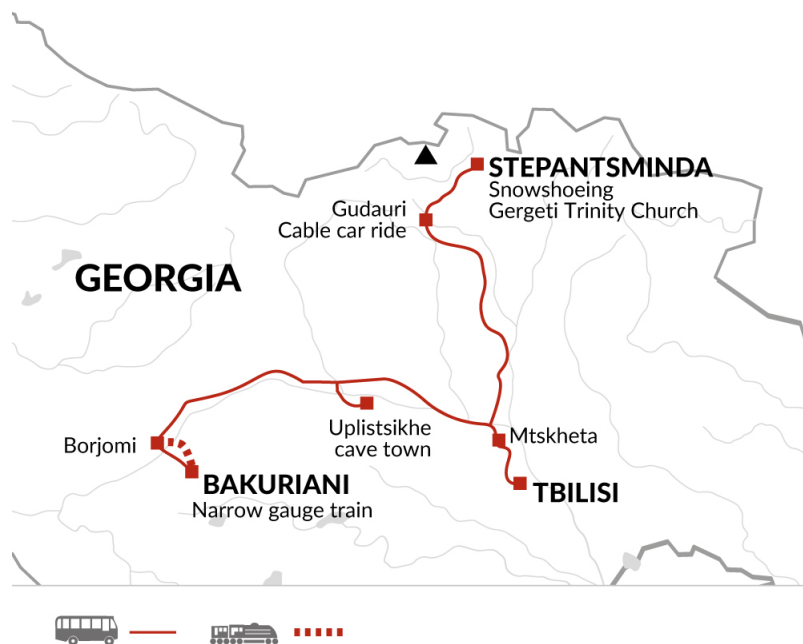 STEPANTSMINDA
Snowshoeing
Gergeti Trinity Church
Gudauri
Cable car ride
GEORGIA
Borjomi
Uplistsikhe
cave town
Mtskheta
BAKURIANI
Narrow gauge train
TBILISI